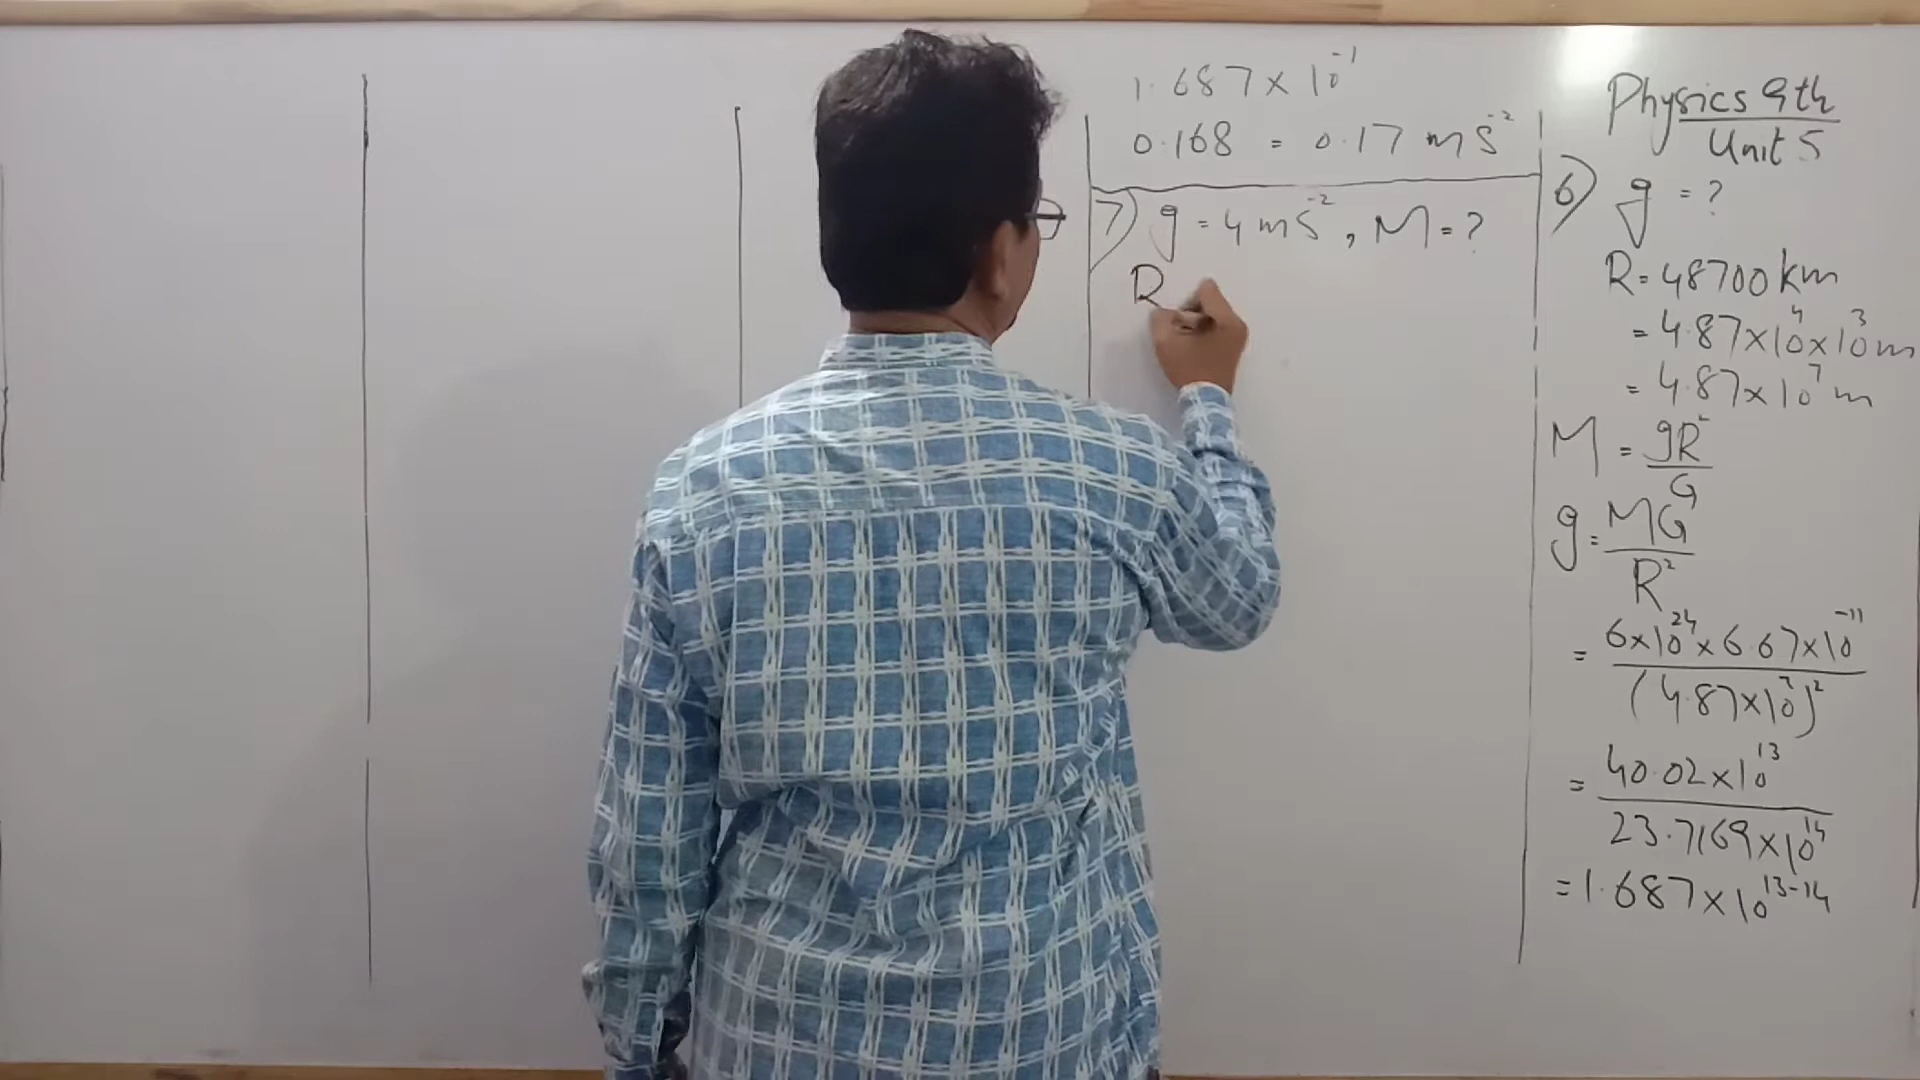 Physics 9th
Unit 5
6) g = ?
R = 48700 km
= 4.87×10⁴×10³ m
= 4.87×10⁷ m
M = gR²/G
g = MG/R²
= 6×10²⁴×6.67×10⁻¹¹/(4.87×10⁷)²
= 40.02×10¹³/23.7169×10¹⁴
= 1.687×10¹³⁻¹⁴
1.687×10⁻¹
0.168 = 0.17 mS⁻²
7) g = 4 mS⁻², M = ?
R